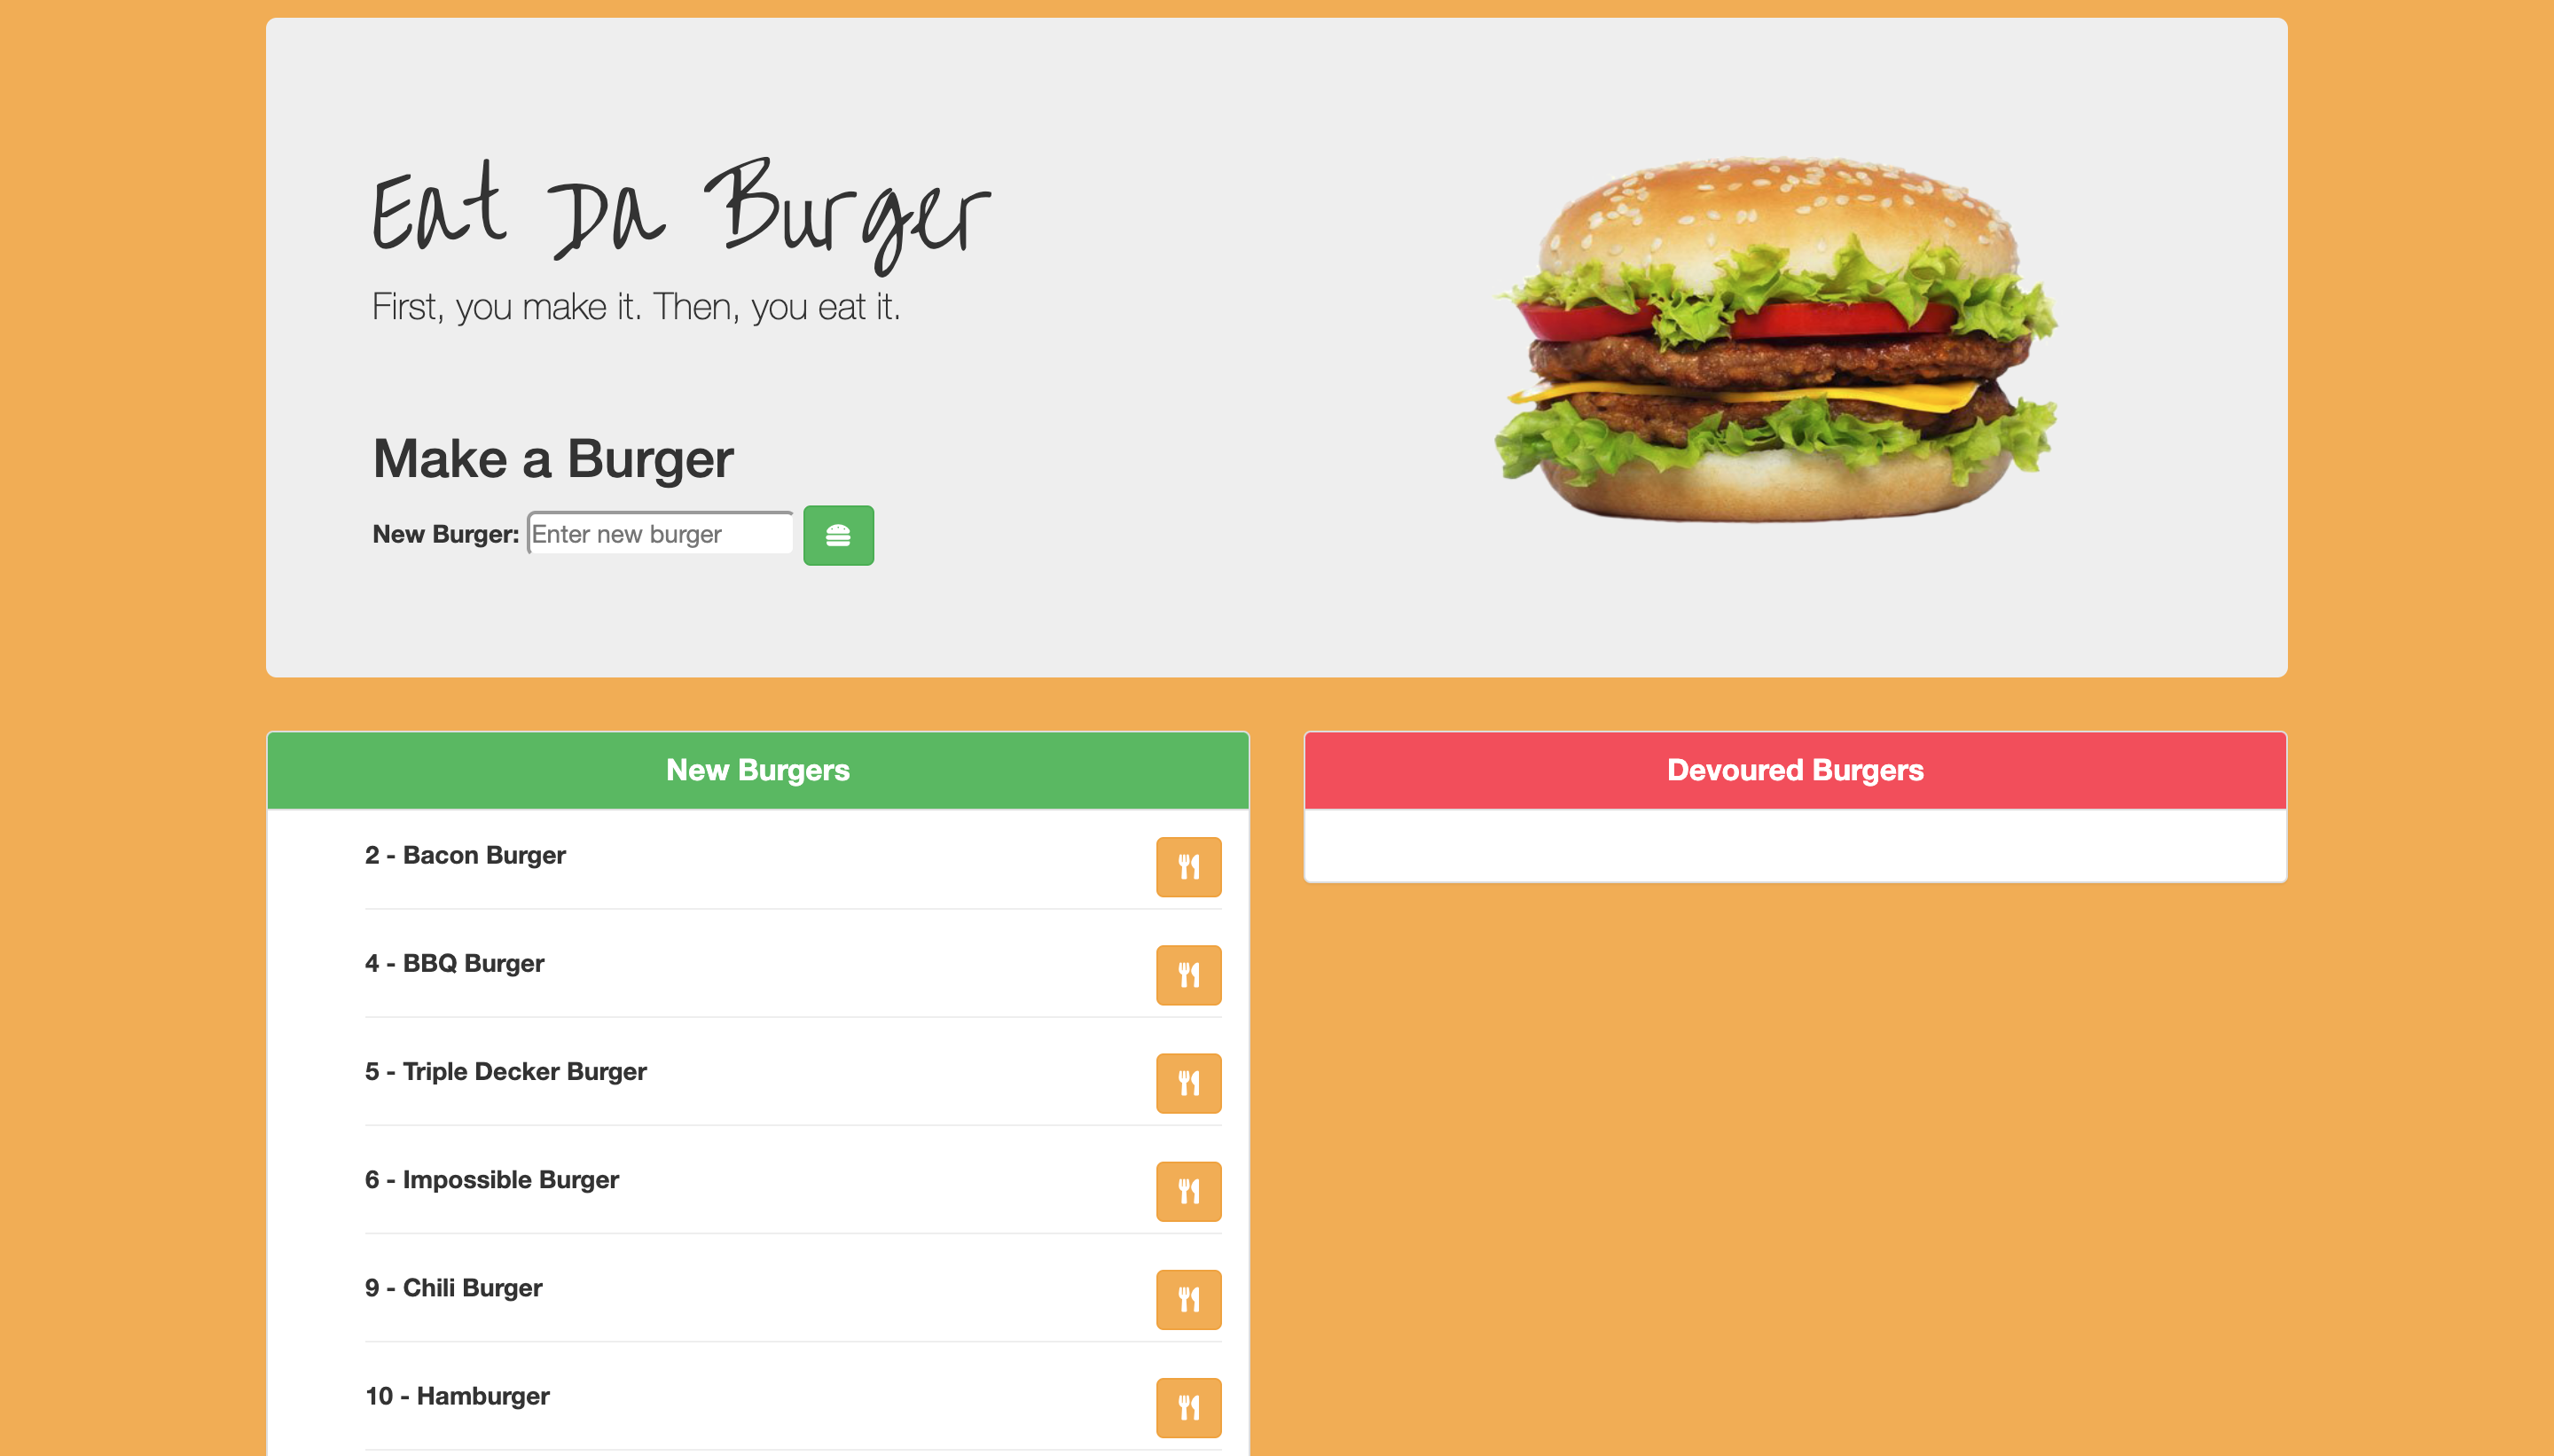 Eat Da Burger
First, you make it. Then, you eat it.
Make a Burger
New Burger: Enter new burger
New Burgers
2 - Bacon Burger
4 - BBQ Burger
5 - Triple Decker Burger
6 - Impossible Burger
9 - Chili Burger
10 - Hamburger
Devoured Burgers